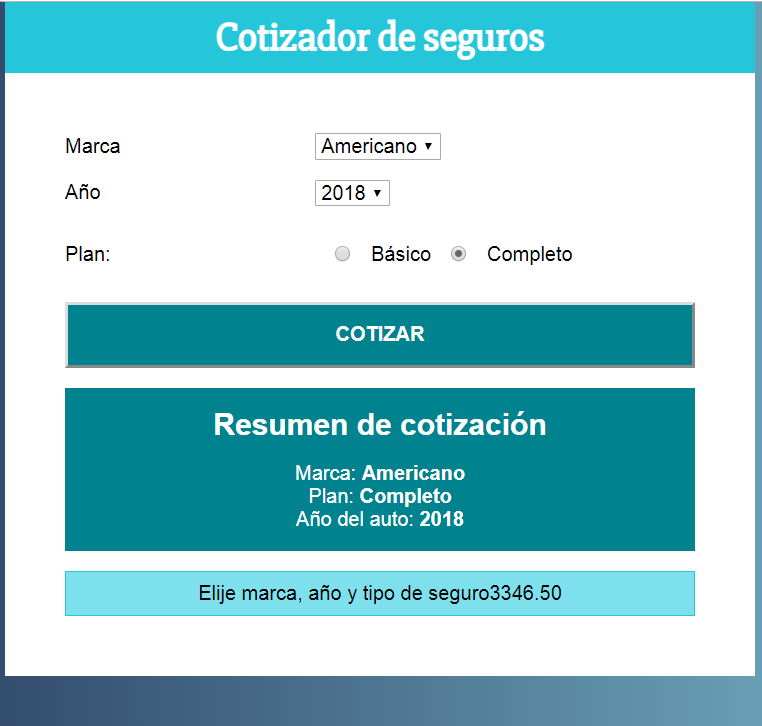 Cotizador de seguros
Marca Americano
Año 2018
Plan: Básico Completo
COTIZAR
Resumen de cotización
Marca: Americano
Plan: Completo
Año del auto: 2018
Elije marca, año y tipo de seguro3346.50